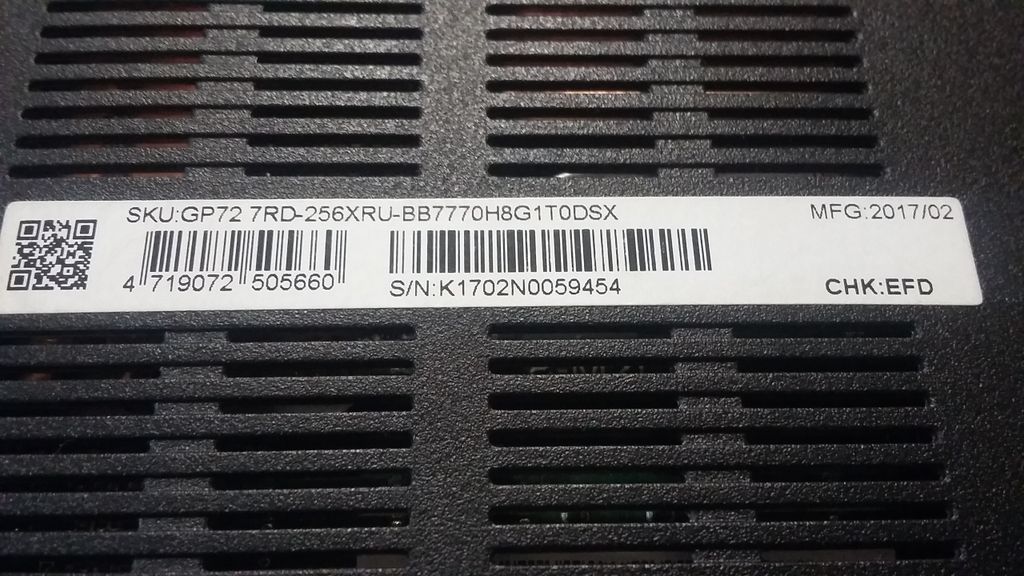 SKU:GP72 7RD-256XRU-BB7770H8G1T0DSX
MFG:2017/02
4 719072 505660
S/N:K1702N0059454
CHK:EFD